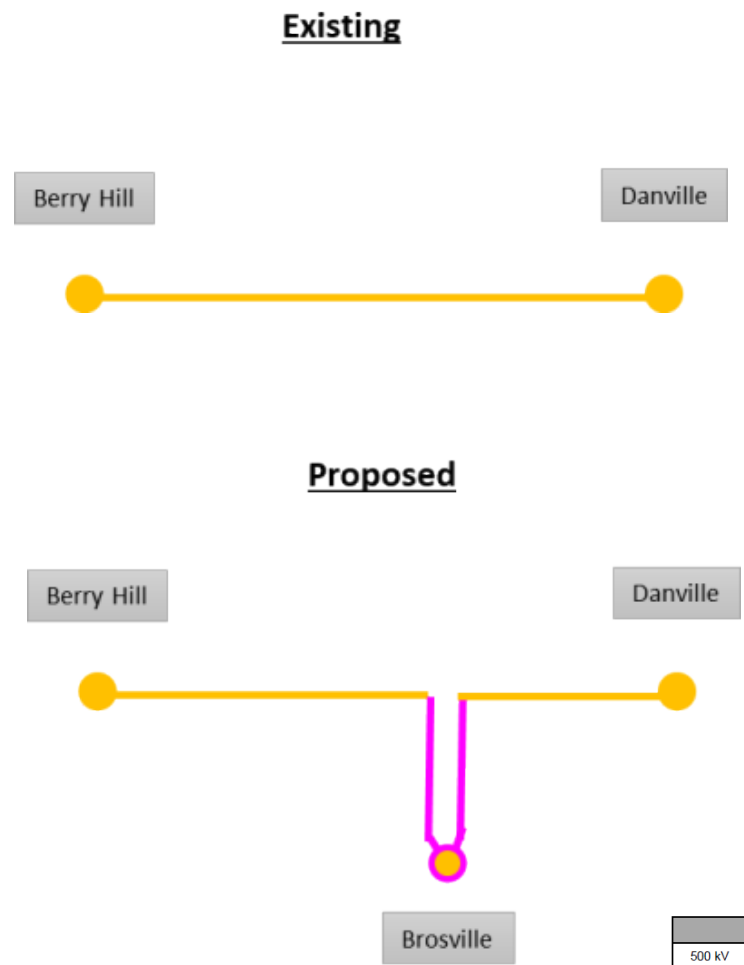 Existing
Berry Hill
Danville
Proposed
Berry Hill
Danville
Brosville
500 kV